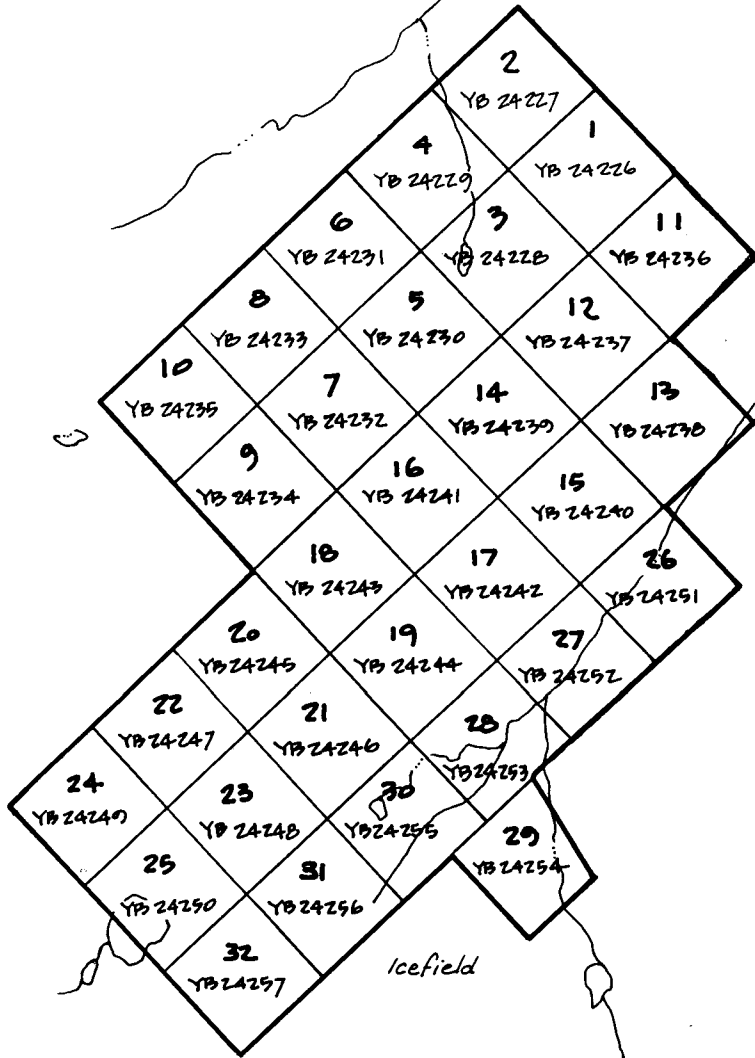 2
YB 24227
1
YB 24226
4
YB 24229
11
YB 24236
3
YB 24228
6
YB 24231
12
YB 24237
5
YB 24230
8
YB 24233
13
YB 24238
14
YB 24239
7
YB 24232
10
YB 24235
15
YB 24240
16
YB 24241
9
YB 24234
26
YB 24251
17
YB 24242
18
YB 24243
27
YB 24252
19
YB 24244
20
YB 24245
28
YB 24253
21
YB 24246
22
YB 24247
30
YB 24255
23
YB 24248
24
YB 24249
29
YB 24254
31
YB 24256
25
YB 24250
32
YB 24257
Icefield